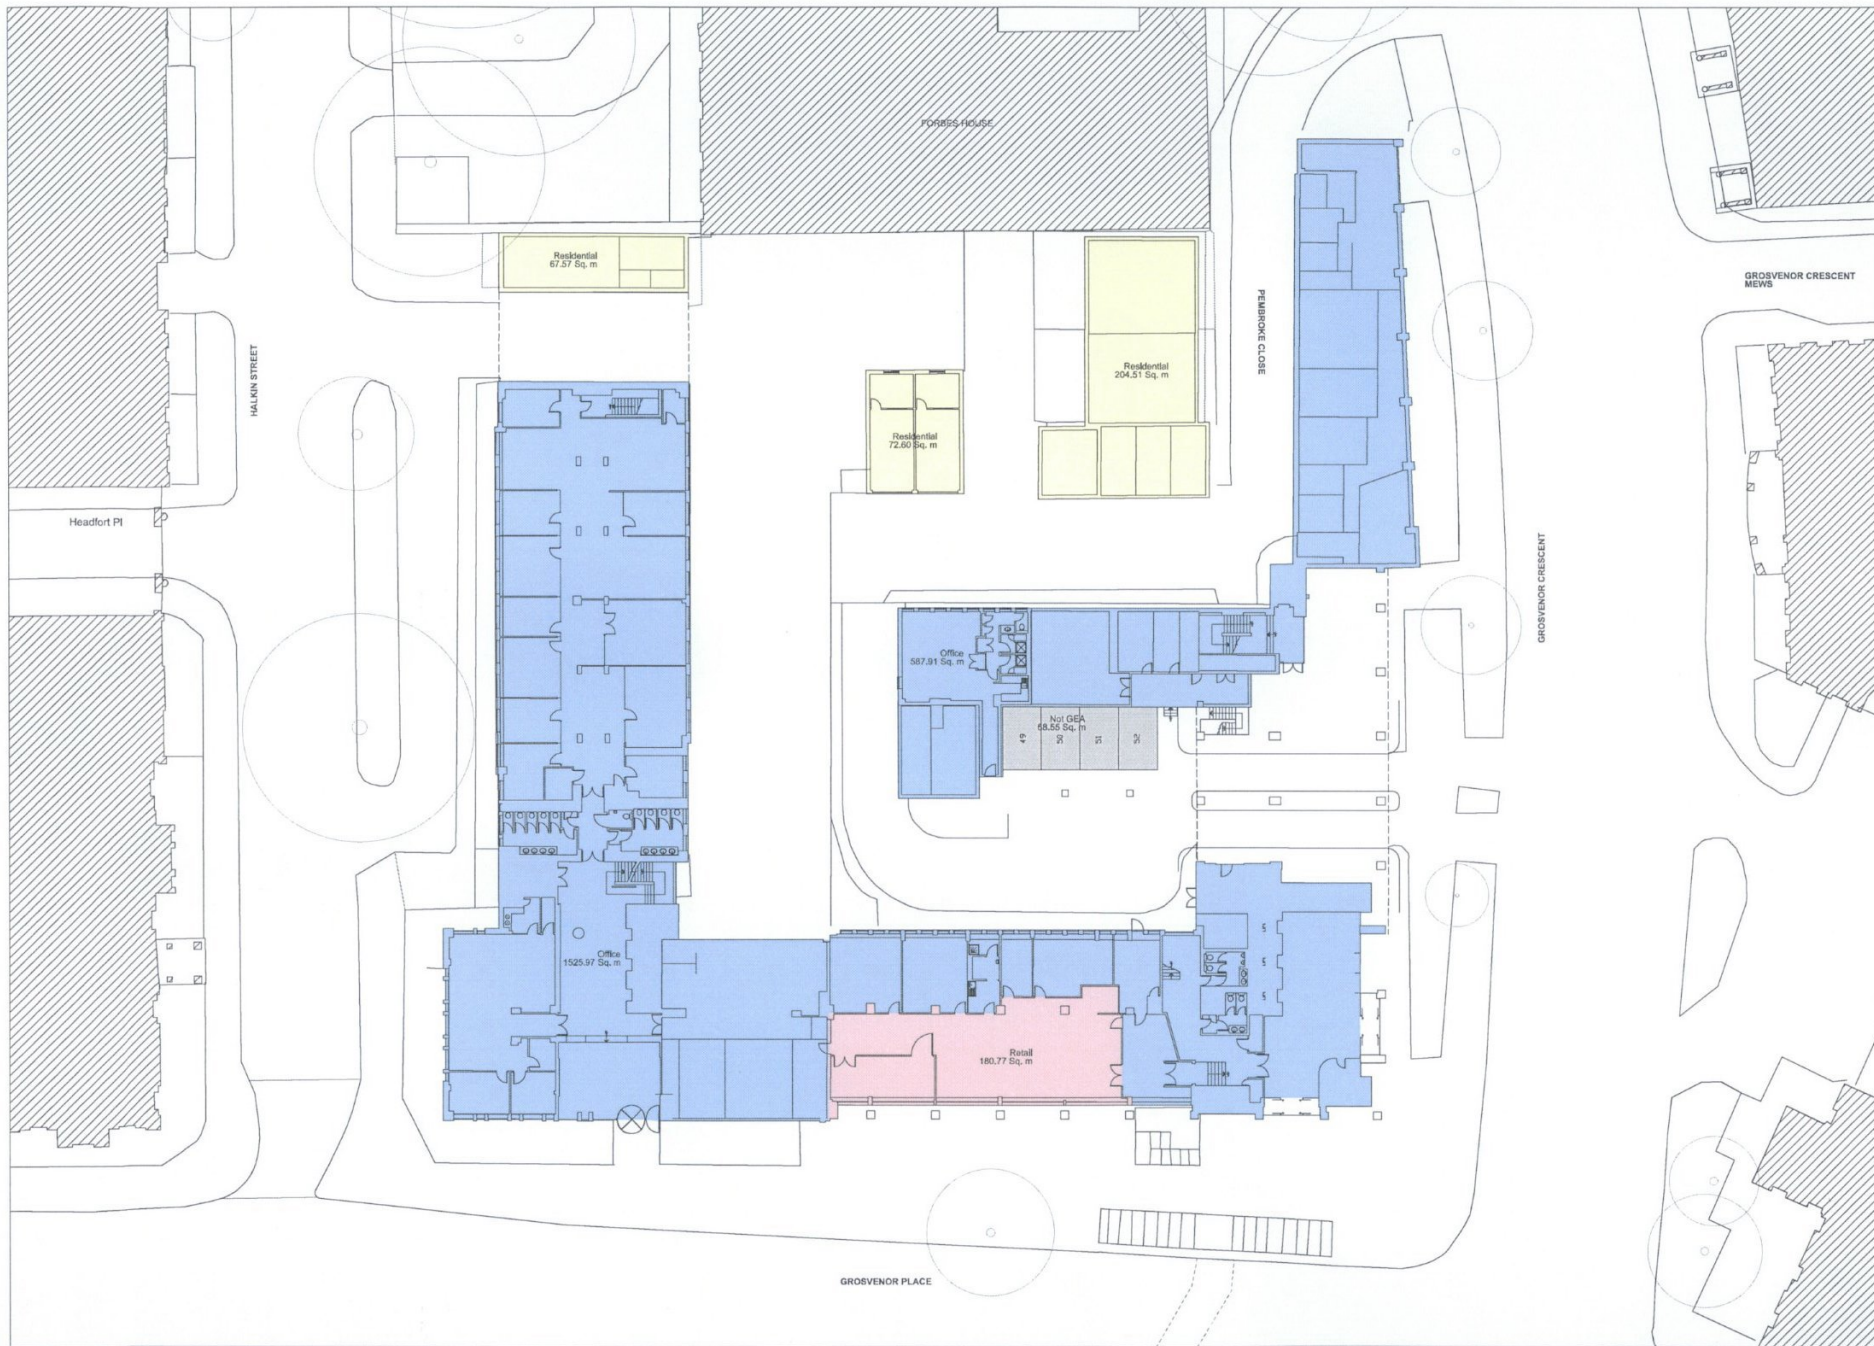 FORBES HOUSE
Residential
67.57 Sq. m
GROSVENOR CRESCENT
MEWS
PEMBROKE CLOSE
HALKIN STREET
Residential
204.51 Sq. m
Residential
72.60 Sq. m
Headfort Pl
GROSVENOR CRESCENT
Office
587.91 Sq. m
Not GEA
58.55 Sq. m
49
50
51
52
Office
1525.97 Sq. m
Retail
180.77 Sq. m
GROSVENOR PLACE